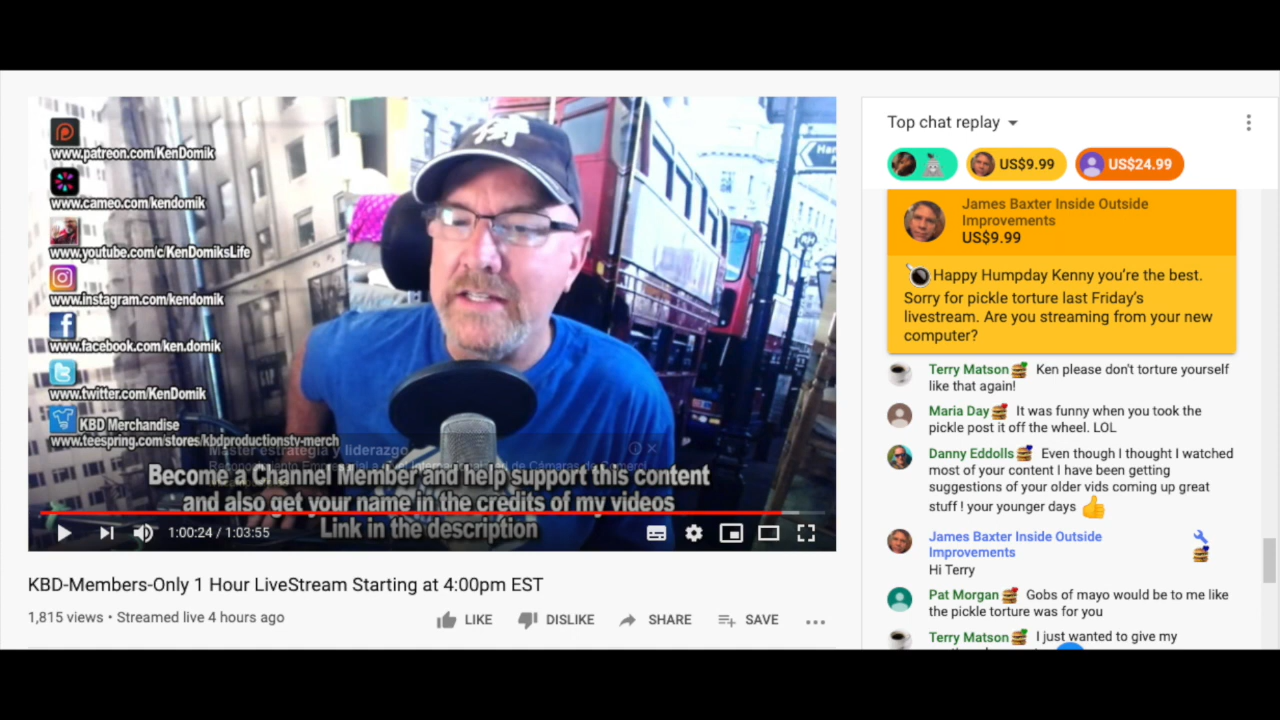 www.patreon.com/KenDomik
www.cameo.com/kendomik
www.youtube.com/c/KenDomiksLife
www.instagram.com/kendomik
www.facebook.com/ken.domik
www.twitter.com/KenDomik
KBD Merchandise
www.teespring.com/stores/kbdproductionstv-merch
Máster estrategia y liderazgo
Become a Channel Member and help support this content
and also get your name in the credits of my videos
Link in the description
1:00:24 / 1:03:55
KBD-Members-Only 1 Hour LiveStream Starting at 4:00pm EST
1,815 views • Streamed live 4 hours ago
LIKE
DISLIKE
SHARE
SAVE
Top chat replay
US$9.99
US$24.99
James Baxter Inside Outside
Improvements
US$9.99
Happy Humpday Kenny you're the best.
Sorry for pickle torture last Friday's
livestream. Are you streaming from your new
computer?
Terry Matson Ken please don't torture yourself
like that again!
Maria Day It was funny when you took the
pickle post it off the wheel. LOL
Danny Eddolls Even though I thought I watched
most of your content I have been getting
suggestions of your older vids coming up great
stuff ! your younger days
James Baxter Inside Outside
Improvements
Hi Terry
Pat Morgan Gobs of mayo would be to me like
the pickle torture was for you
Terry Matson I just wanted to give my